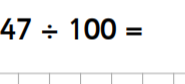 47 ÷ 100 =